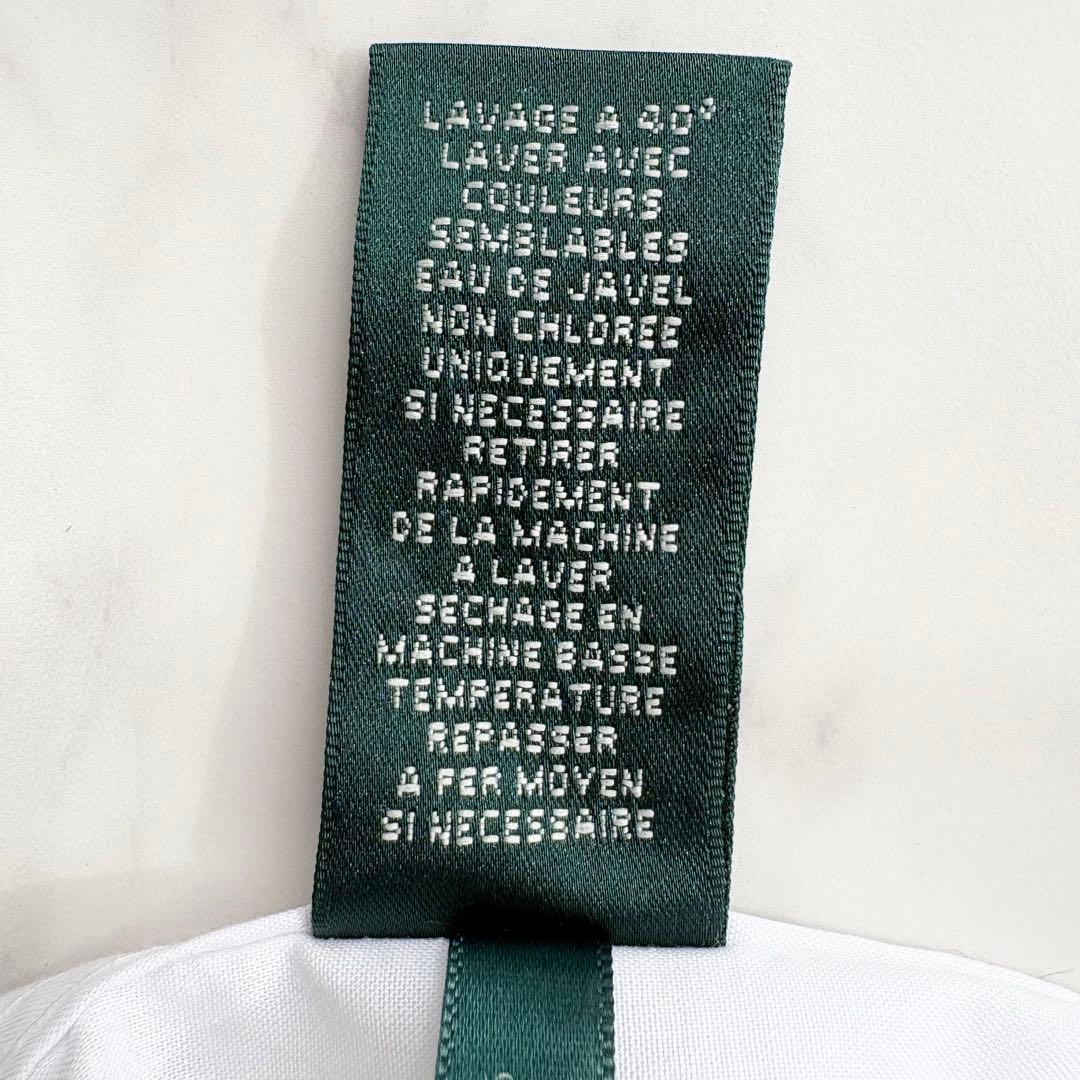 LAVAGE A 40°
LAVER AVEC
COULEURS
SEMBLABLES
EAU DE JAVEL
NON CHLOREE
UNIQUEMENT
SI NECESSAIRE
RETIRER
RAPIDEMENT
DE LA MACHINE
A LAVER
SECHAGE EN
MACHINE BASSE
TEMPERATURE
REPASSER
A FER MOYEN
SI NECESSAIRE